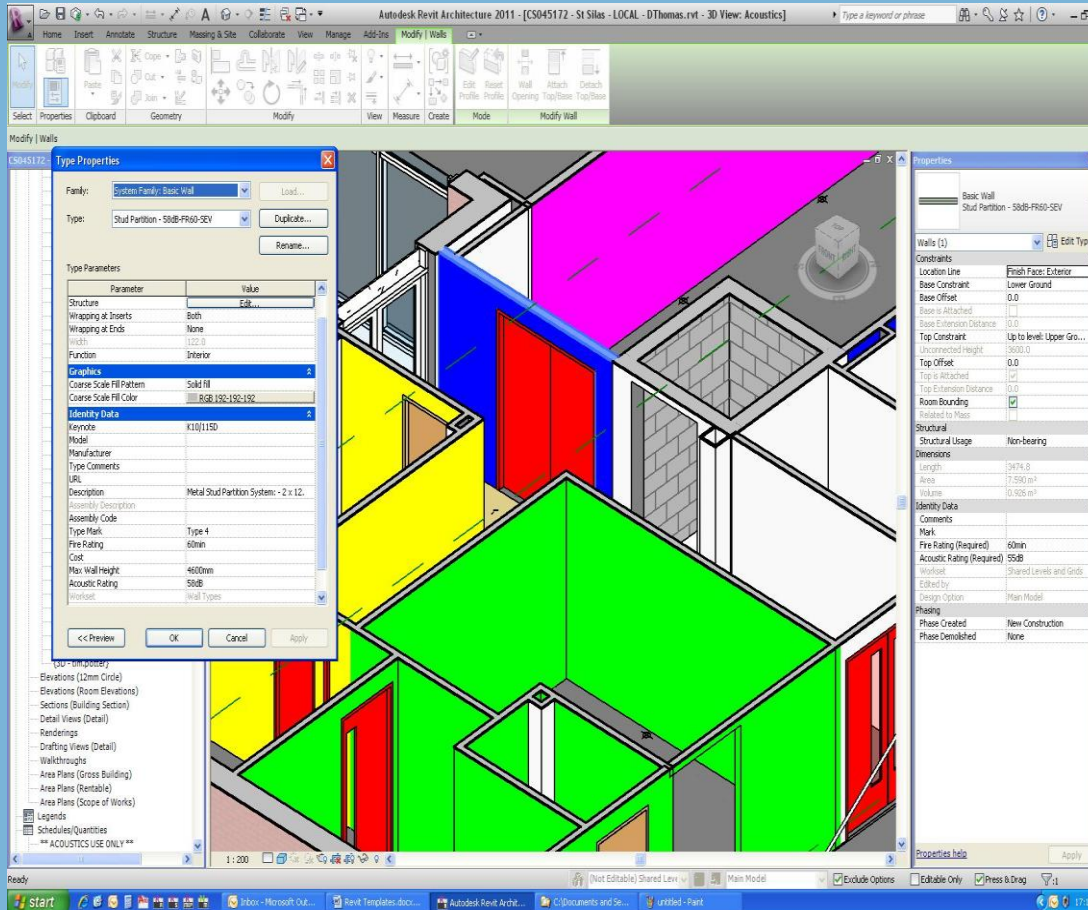 Autodesk Revit Architecture 2011 - [CS045172 - St Silas - LOCAL - DThomas.rvt - 3D View: Acoustics]
Type a keyword or phrase
Home Insert Annotate Structure Massing & Site Collaborate View Manage Add-Ins Modify | Walls
Modify
Paste
Cope
Cut
Join
Edit Profile
Reset Profile
Wall Opening
Attach Top/Base
Detach Top/Base
Select Properties Clipboard Geometry Modify View Measure Create Mode Modify Wall
Modify | Walls
CS045172 -
Type Properties
Family: System Family: Basic Wall Load...
Type: Stud Partition - 58dB-FR60-SEV Duplicate...
Rename...
Type Parameters
Parameter Value
Structure Edit...
Wrapping at Inserts Both
Wrapping at Ends None
Width 122.0
Function Interior
Graphics
Coarse Scale Fill Pattern Solid fill
Coarse Scale Fill Color RGB 192-192-192
Identity Data
Keynote K10/115D
Model
Manufacturer
Type Comments
URL
Description Metal Stud Partition System: - 2 x 12.
Assembly Description
Assembly Code
Type Mark Type 4
Fire Rating 60min
Cost
Max Wall Height 4600mm
Acoustic Rating 58dB
Workset Wall Types
<< Preview OK Cancel Apply
{3D - tim.potter}
Elevations (12mm Circle)
Elevations (Room Elevations)
Sections (Building Section)
Detail Views (Detail)
Renderings
Drafting Views (Detail)
Walkthroughs
Area Plans (Gross Building)
Area Plans (Rentable)
Area Plans (Scope of Works)
Legends
Schedules/Quantities
** ACOUSTICS USE ONLY **
FRONT RIGHT
1 : 200
Properties
Basic Wall
Stud Partition - 58dB-FR60-SEV
Walls (1) Edit Typ
Constraints
Location Line Finish Face: Exterior
Base Constraint Lower Ground
Base Offset 0.0
Base is Attached
Base Extension Distance 0.0
Top Constraint Up to level: Upper Gro...
Unconnected Height 3600.0
Top Offset 0.0
Top is Attached
Top Extension Distance 0.0
Room Bounding
Related to Mass
Structural
Structural Usage Non-bearing
Dimensions
Length 3474.8
Area 7.590 m²
Volume 0.926 m³
Identity Data
Comments
Mark
Fire Rating (Required) 60min
Acoustic Rating (Required) 55dB
Workset Shared Levels and Grids
Edited by
Design Option Main Model
Phasing
Phase Created New Construction
Phase Demolished None
Properties help Apply
Ready (Not Editable) Shared Leve Main Model Exclude Options Editable Only Press & Drag :1
start Inbox - Microsoft Out... Revit Templates.docx... Autodesk Revit Archit... C:\Documents and Se... untitled - Paint